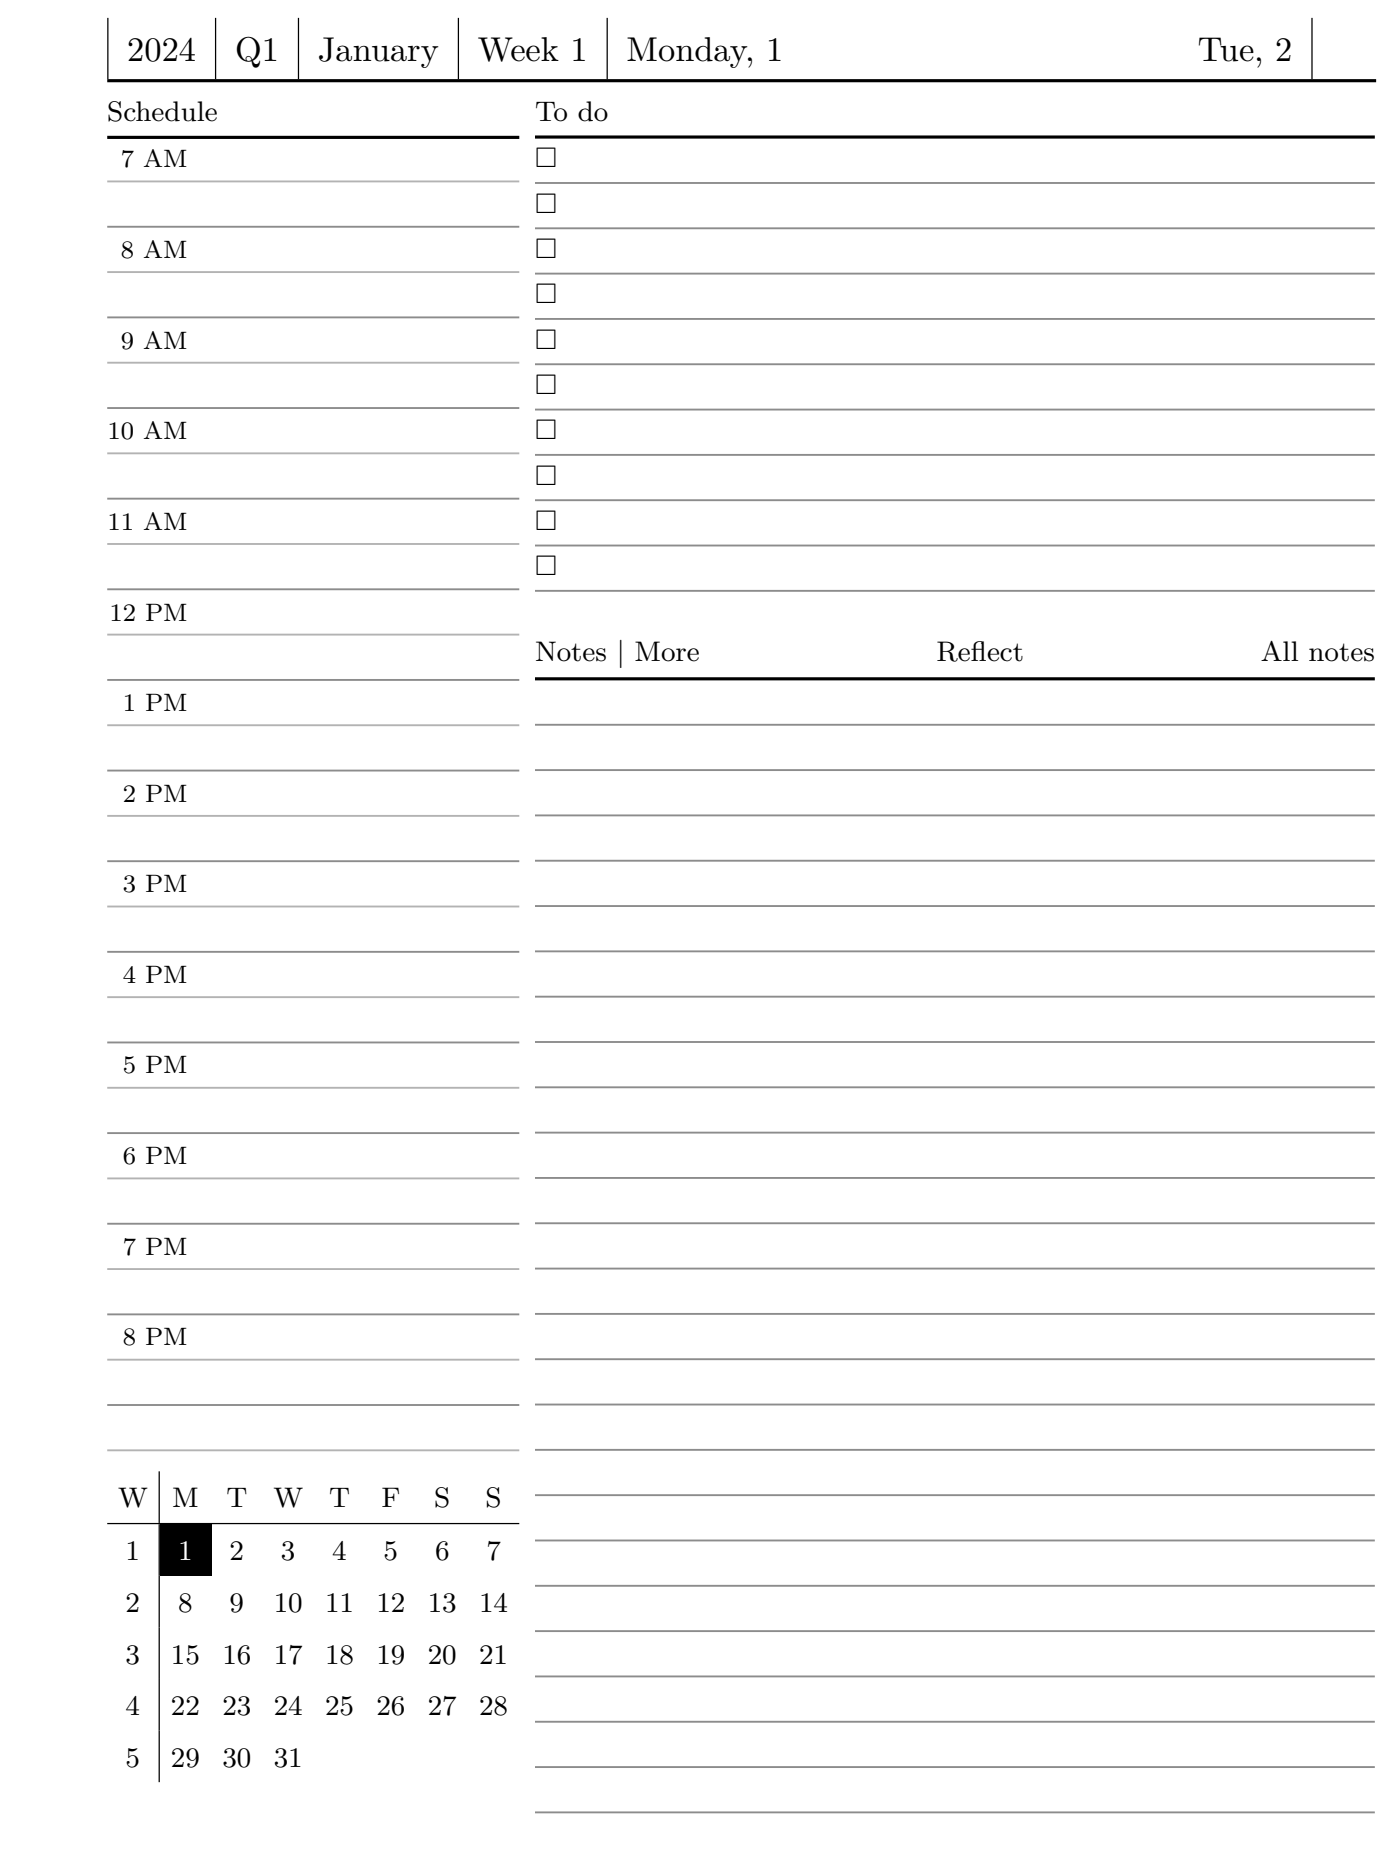 2024 Q1 January Week 1 Monday, 1 Tue, 2
Schedule
7 AM
8 AM
9 AM
10 AM
11 AM
12 PM
1 PM
2 PM
3 PM
4 PM
5 PM
6 PM
7 PM
8 PM
W M T W T F S S
1 1 2 3 4 5 6 7
2 8 9 10 11 12 13 14
3 15 16 17 18 19 20 21
4 22 23 24 25 26 27 28
5 29 30 31
To do
Notes | More Reflect All notes